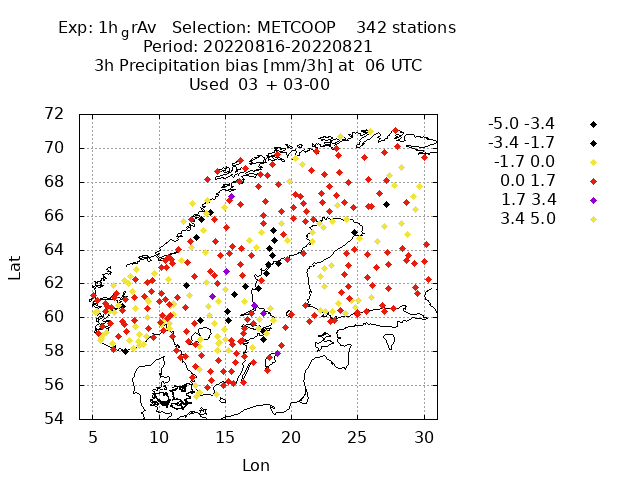 Exp: 1h_grAv   Selection: METCOOP    342 stations
Period: 20220816-20220821
3h Precipitation bias [mm/3h] at  06 UTC
Used  03 + 03-00
-5.0 -3.4
-3.4 -1.7
-1.7 0.0
0.0 1.7
1.7 3.4
3.4 5.0
72
70
68
66
64
62
60
58
56
54
Lat
5 10 15 20 25 30
Lon